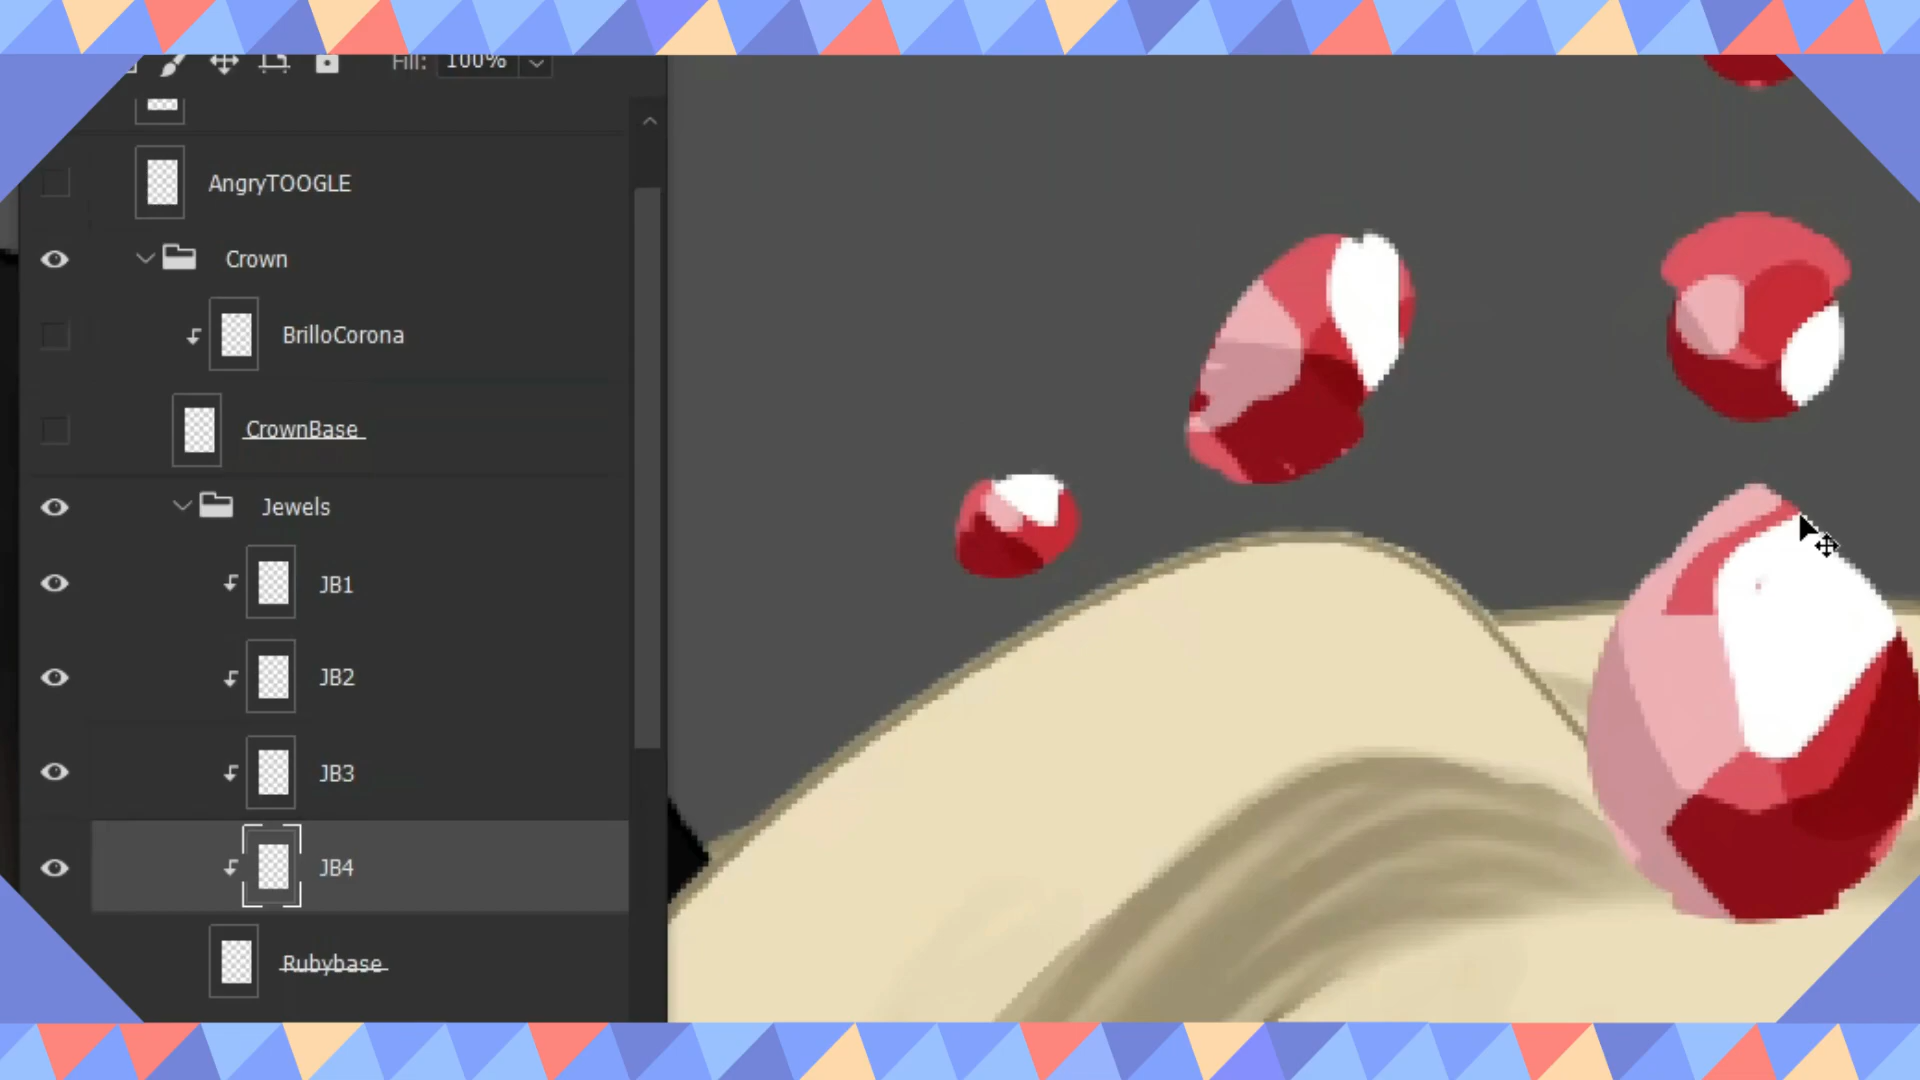 Fill: 100%
AngryTOOGLE
Crown
BrilloCorona
CrownBase
Jewels
JB1
JB2
JB3
JB4
Rubybase